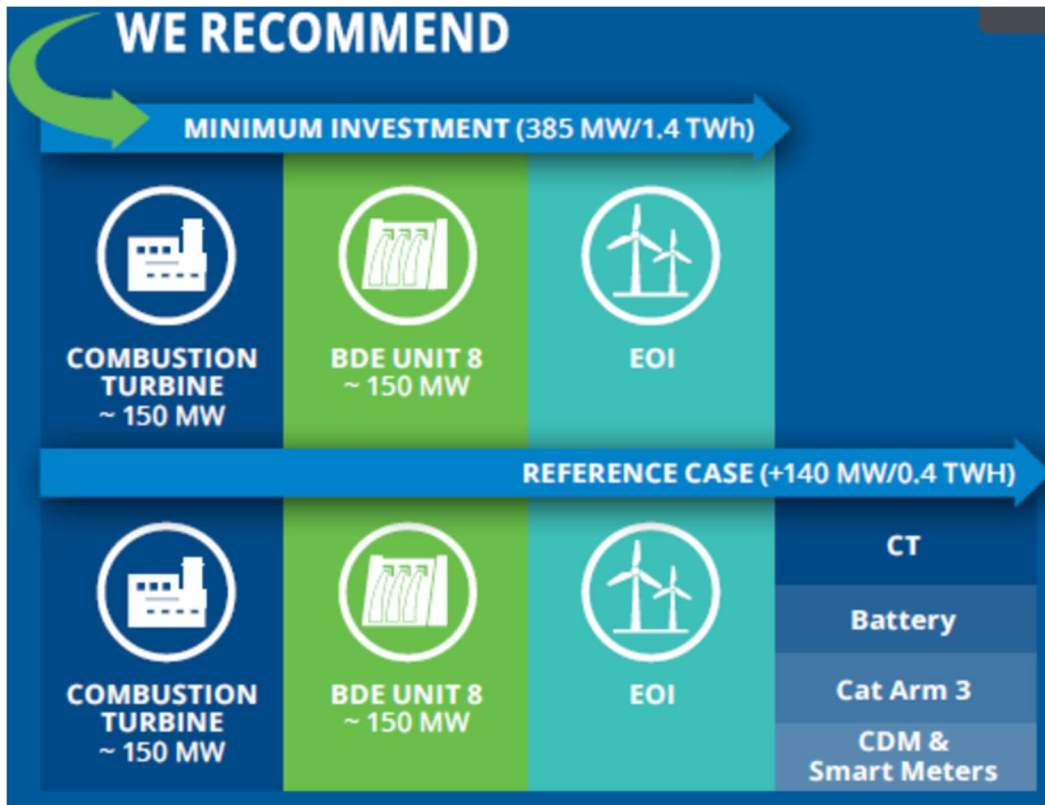 WE RECOMMEND
MINIMUM INVESTMENT (385 MW/1.4 TWh)
COMBUSTION
TURBINE
~ 150 MW
BDE UNIT 8
~ 150 MW
EOI
REFERENCE CASE (+140 MW/0.4 TWH)
COMBUSTION
TURBINE
~ 150 MW
BDE UNIT 8
~ 150 MW
EOI
CT
Battery
Cat Arm 3
CDM &
Smart Meters